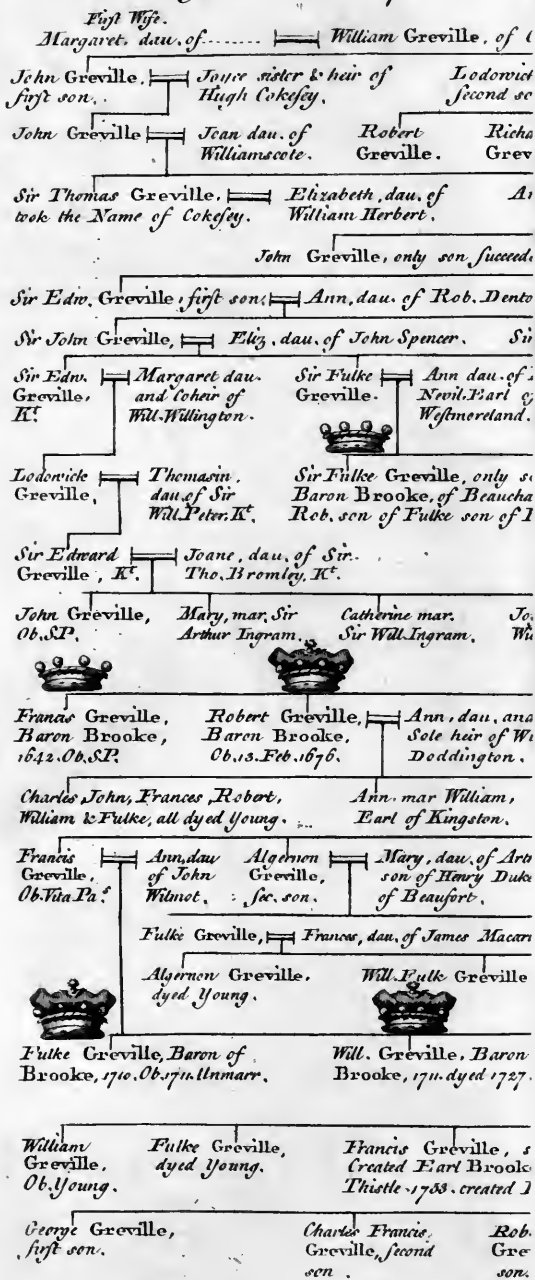 First Wife.
Margaret. dau. of........ William Greville, of
John Greville, Joyce sister & heir of Lodowick
first son. Hugh Cokesey. second
John Greville Jean dau. of Robert Richa
Williamscote. Greville. Grev
Sir Thomas Greville, Elizabeth, dau. of
took the Name of Cokesey. William Herbert.
John Greville, only son succeed
Sir Edw. Greville, first son. Ann, dau. of Rob. Dento
Sir John Greville, Eliz. dau. of John Spencer. Sir
Sir Edw. Margaret dau. Sir Fulke Ann dau. of
Greville, and Coheir of Greville. Nevil. Earl
Kt. Will. Willington. Westmoreland.
Lodowick Thomasin, Sir Fulke Greville, only
Greville, dau. of Sir Baron Brooke, of Beaucha
Will. Peter. Kt. Rob. son of Fulke son of
Sir Edward Joane, dau. of Sir
Greville, Kt. Tho. Bromley, Kt.
John Greville, Mary, mar. Sir Catherine mar. Jo
Ob. S.P. Arthur Ingram. Sir Will. Ingram.
Francis Greville, Robert Greville, Ann, dau. and
Baron Brooke, Baron Brooke, Sole heir of
1642. Ob. S.P. Ob. 13. Feb. 1676. Doddington.
Charles, John, Frances, Robert, Ann. mar William,
William & Fulke, all dyed Young. Earl of Kingston.
Francis Ann, dau Algernon Mary, dau. of Art
Greville, of John Greville, son of Henry Duke
Ob. Vita Pa.s Wilmot. sec. son. of Beaufort.
Fulke Greville, Frances, dau. of James Macar
Algernon Greville. Will. Fulk Greville
dyed Young.
Fulke Greville, Baron of Will. Greville, Baron
Brooke, 1710. Ob. 1711. Unmarr. Brooke, 1711. dyed 1727.
William Fulke Greville, Francis Greville, s
Greville, dyed Young. Created Earl Brook
Ob. Young. Thistle. 1753. created
George Greville, Charles Francis Rob.
first son. Greville, second Gre
son. son.